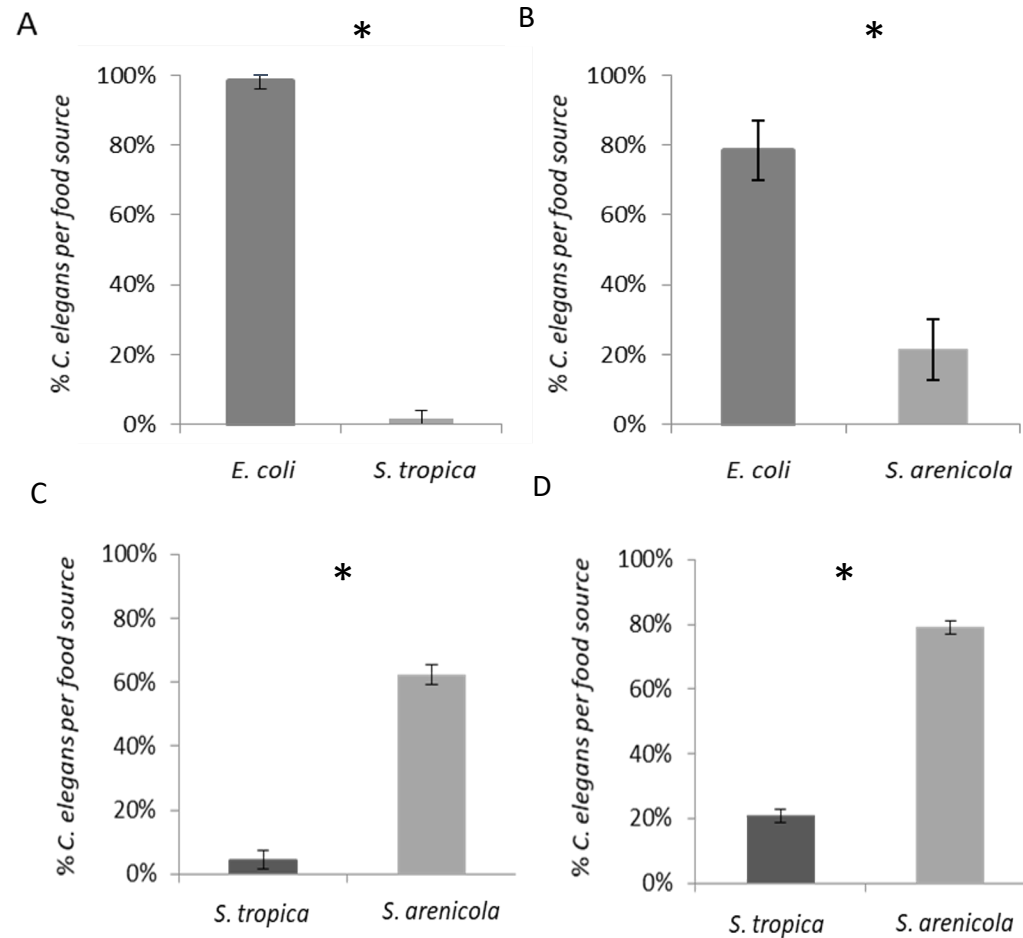 A
*
% C. elegans per food source
100%
80%
60%
40%
20%
0%
E. coli
S. tropica
B
*
% C. elegans per food source
100%
80%
60%
40%
20%
0%
E. coli
S. arenicola
C
*
% C. elegans per food source
100%
80%
60%
40%
20%
0%
S. tropica
S. arenicola
D
*
% C. elegans per food source
100%
80%
60%
40%
20%
0%
S. tropica
S. arenicola